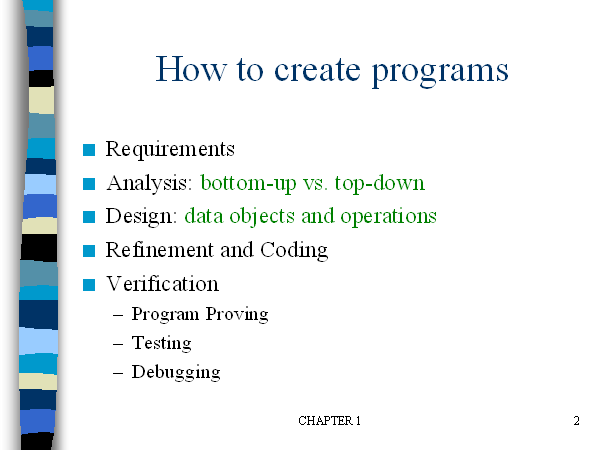 How to create programs
Requirements
Analysis: bottom-up vs. top-down
Design: data objects and operations
Refinement and Coding
Verification
– Program Proving
– Testing
– Debugging
CHAPTER 1
2